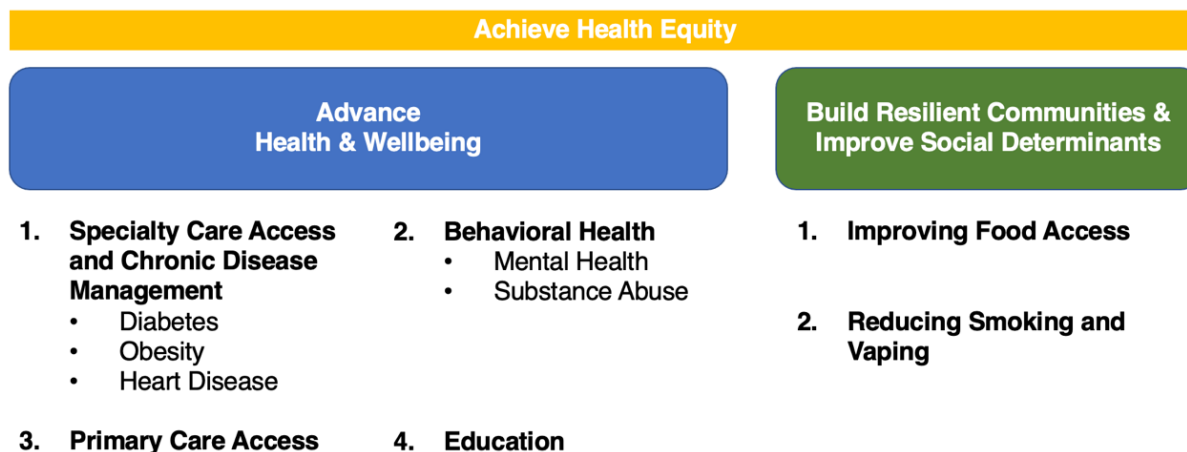 Achieve Health Equity
Advance
Health & Wellbeing
1. Specialty Care Access
and Chronic Disease
Management
• Diabetes
• Obesity
• Heart Disease
2. Behavioral Health
• Mental Health
• Substance Abuse
3. Primary Care Access
4. Education
Build Resilient Communities &
Improve Social Determinants
1. Improving Food Access
2. Reducing Smoking and
Vaping